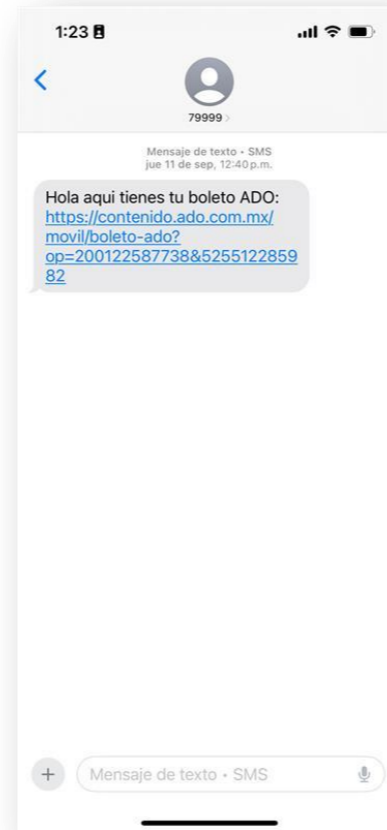 1:23
79999
Mensaje de texto • SMS
jue 11 de sep, 12:40 p.m.
Hola aqui tienes tu boleto ADO:
https://contenido.ado.com.mx/
movil/boleto-ado?
op=200122587738&5255122859
82
Mensaje de texto • SMS